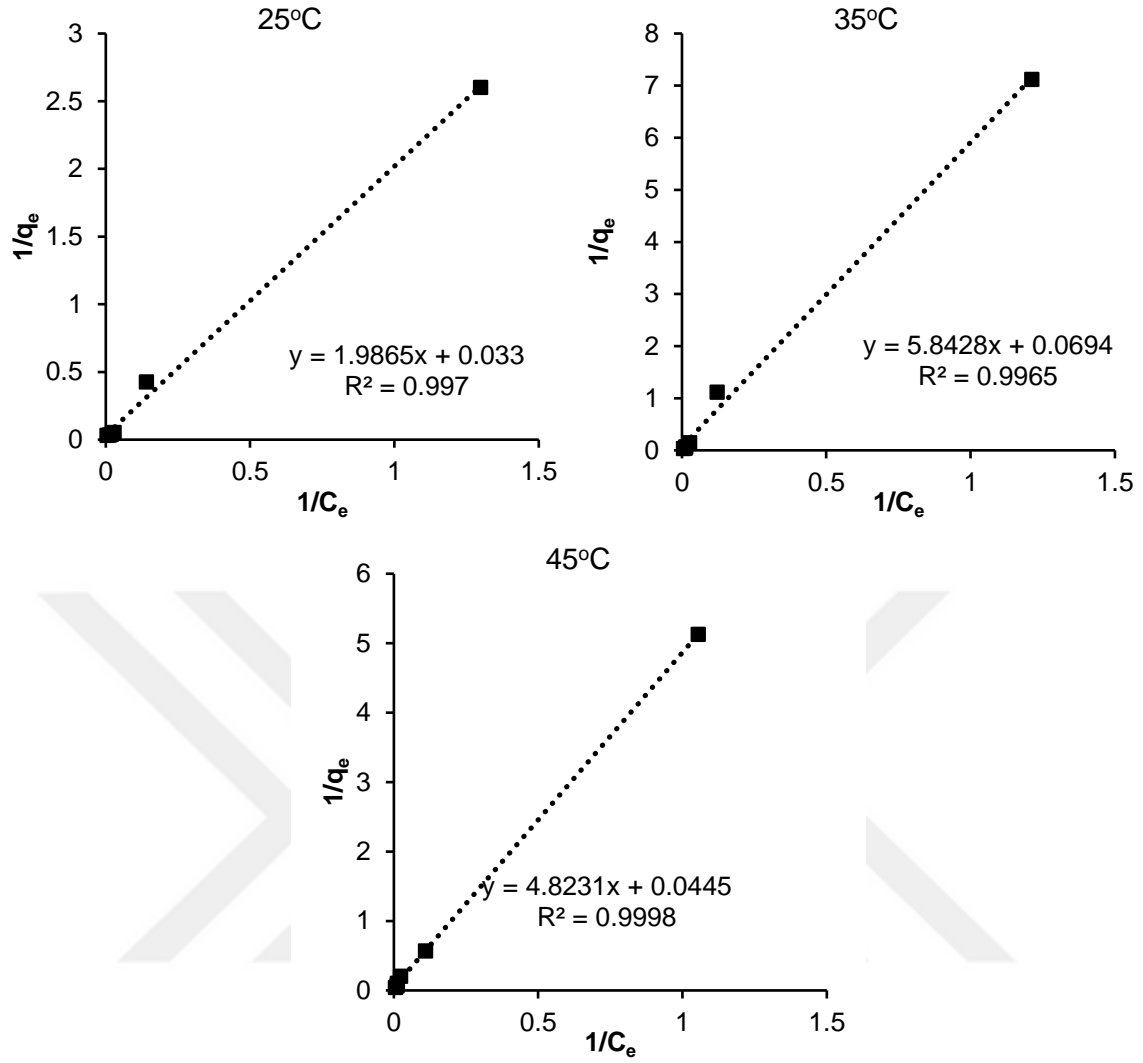 25°C
3
2.5
2
1.5
1
0.5
0
1/qₑ
y = 1.9865x + 0.033
R² = 0.997
0 0.5 1 1.5
1/Cₑ
35°C
8
7
6
5
4
3
2
1
0
1/qₑ
y = 5.8428x + 0.0694
R² = 0.9965
0 0.5 1 1.5
1/Cₑ
45°C
6
5
4
3
2
1
0
1/qₑ
y = 4.8231x + 0.0445
R² = 0.9998
0 0.5 1 1.5
1/Cₑ